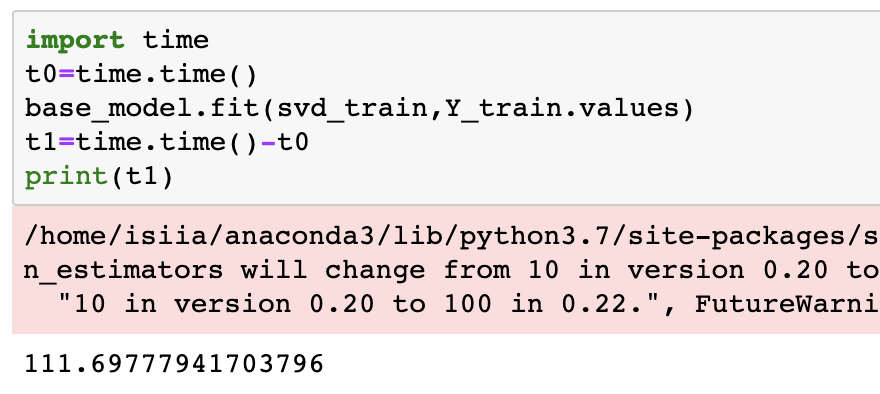 import time
t0=time.time()
base_model.fit(svd_train,Y_train.values)
t1=time.time()-t0
print(t1)
/home/isiia/anaconda3/lib/python3.7/site-packages/s
n_estimators will change from 10 in version 0.20 to
"10 in version 0.20 to 100 in 0.22.", FutureWarni
111.69777941703796